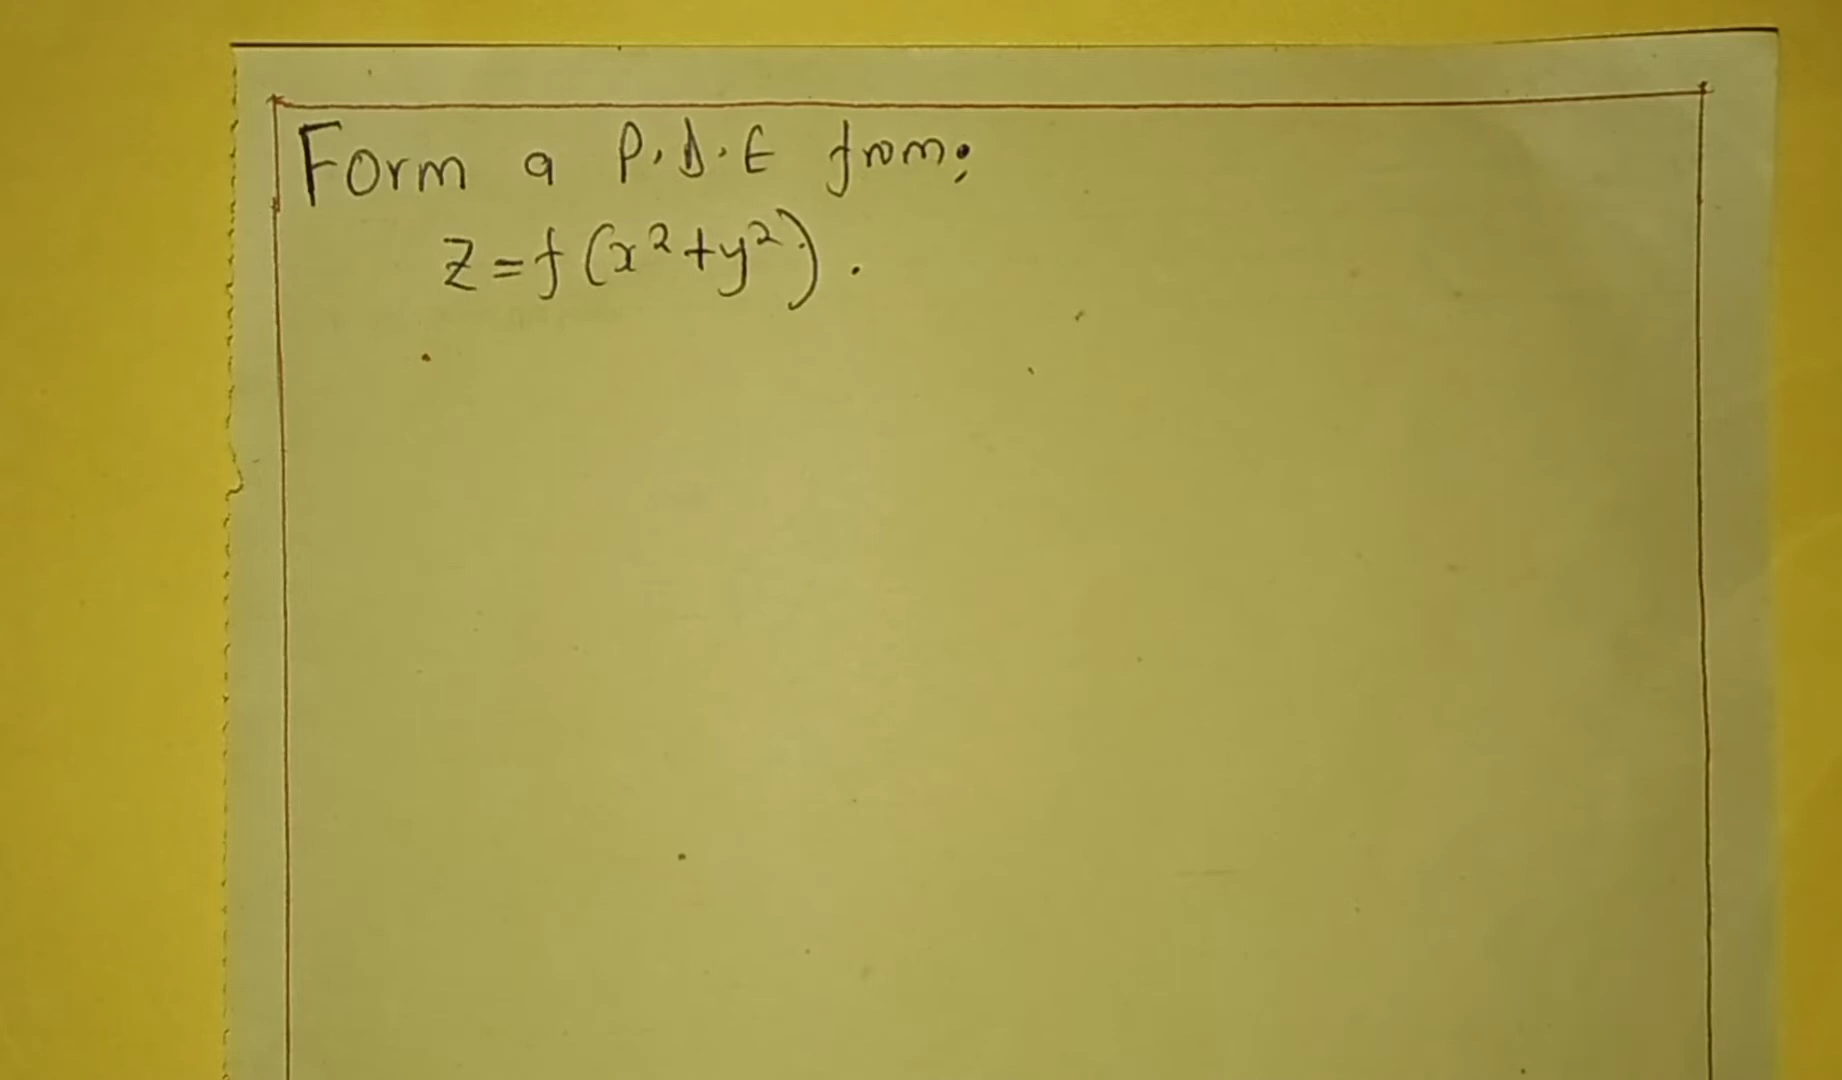 Form a P.D.E from;
z=f(x²+y²).